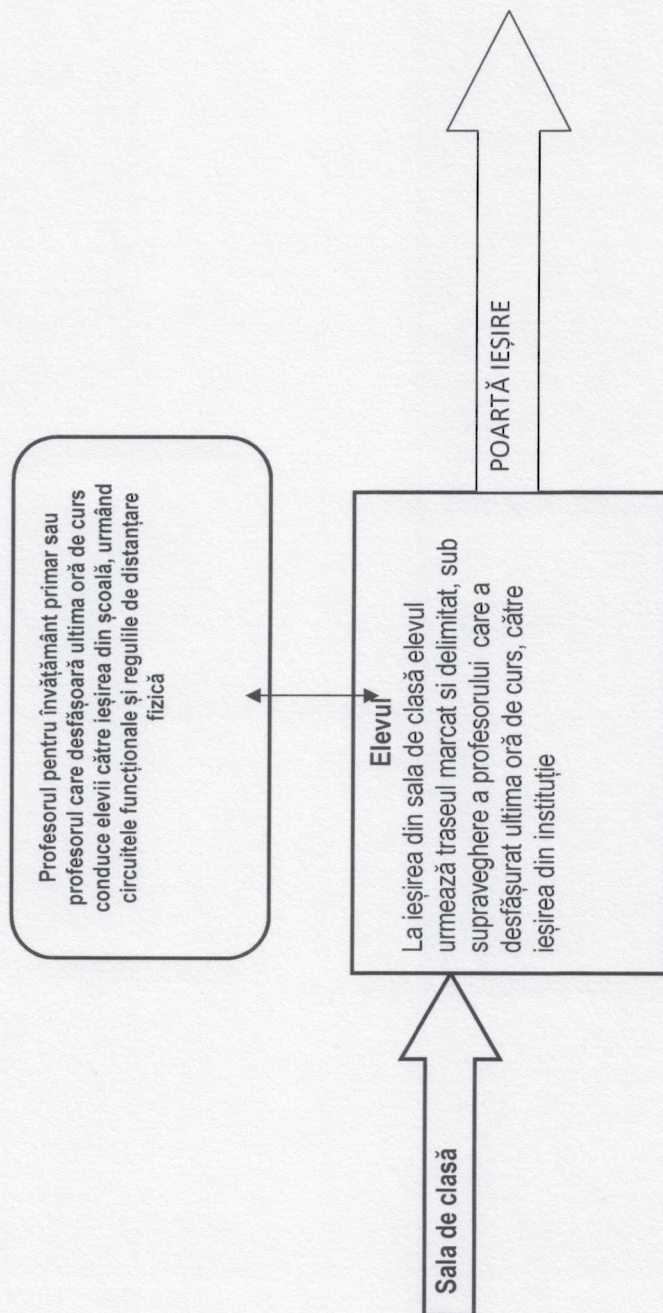 Profesorul pentru învățământ primar sau
profesorul care desfășoară ultima oră de curs
conduce elevii către ieșirea din școală, urmând
circuitele funcționale și regulile de distanțare
fizică
Sala de clasă
Elevul
La ieșirea din sala de clasă elevul
urmează traseul marcat si delimitat, sub
supraveghere a profesorului care a
desfășurat ultima oră de curs, către
ieșirea din instituție
POARTĂ IEȘIRE